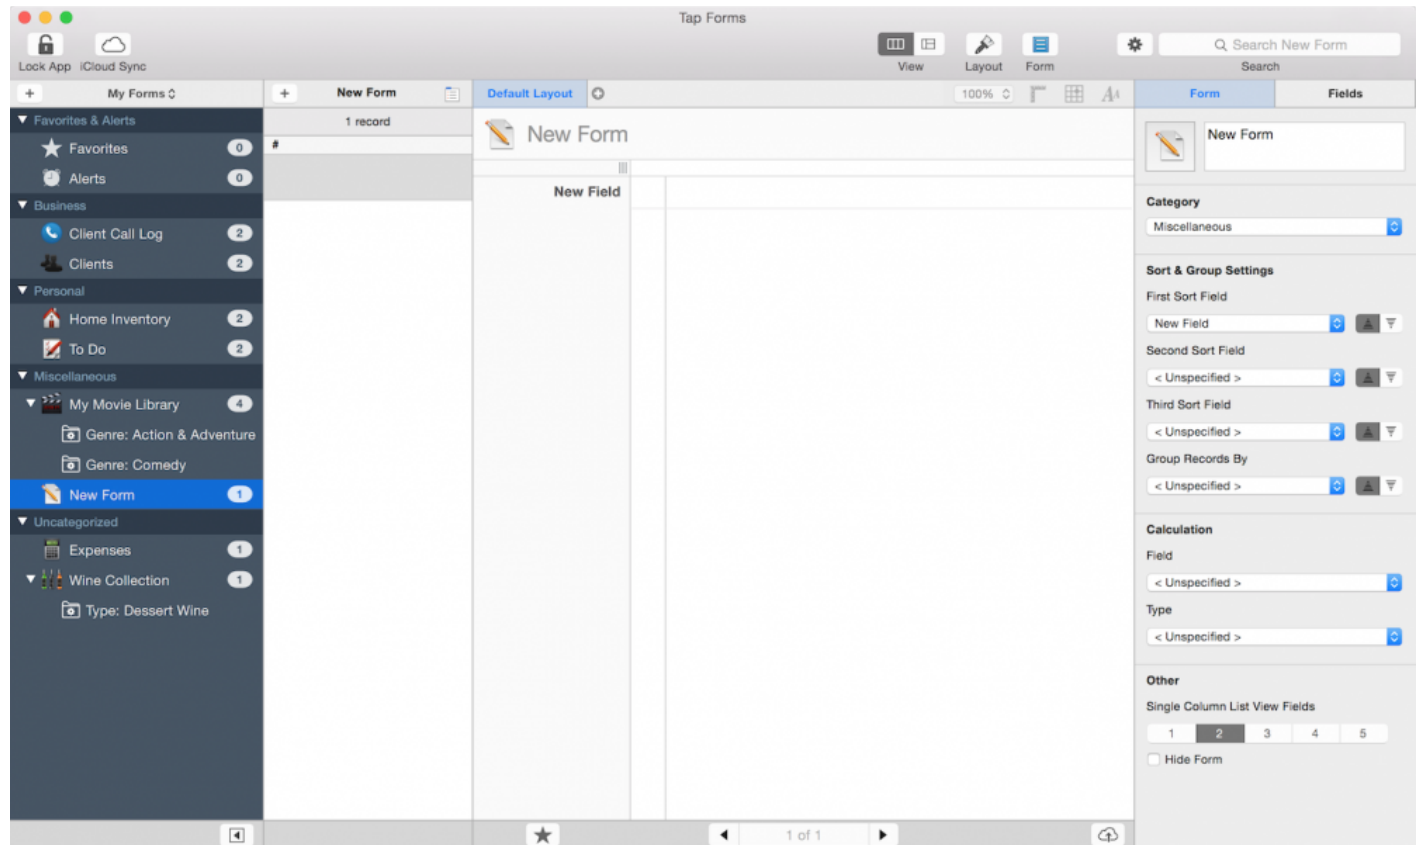 Tap Forms
Lock App
iCloud Sync
View
Layout
Form
Search New Form
Search
+
My Forms
+
New Form
Default Layout
100%
Form
Fields
Favorites & Alerts
Favorites
0
Alerts
0
Business
Client Call Log
2
Clients
2
Personal
Home Inventory
2
To Do
2
Miscellaneous
My Movie Library
4
Genre: Action & Adventure
Genre: Comedy
New Form
1
Uncategorized
Expenses
1
Wine Collection
1
Type: Dessert Wine
1 record
#
New Form
New Field
1 of 1
New Form
Category
Miscellaneous
Sort & Group Settings
First Sort Field
New Field
Second Sort Field
< Unspecified >
Third Sort Field
< Unspecified >
Group Records By
< Unspecified >
Calculation
Field
< Unspecified >
Type
< Unspecified >
Other
Single Column List View Fields
1 2 3 4 5
Hide Form